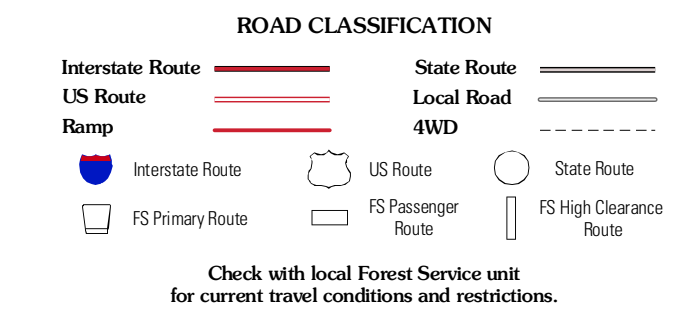 ROAD CLASSIFICATION
Interstate Route
State Route
US Route
Local Road
Ramp
4WD
Interstate Route
US Route
State Route
FS Primary Route
FS Passenger
Route
FS High Clearance
Route
Check with local Forest Service unit
for current travel conditions and restrictions.